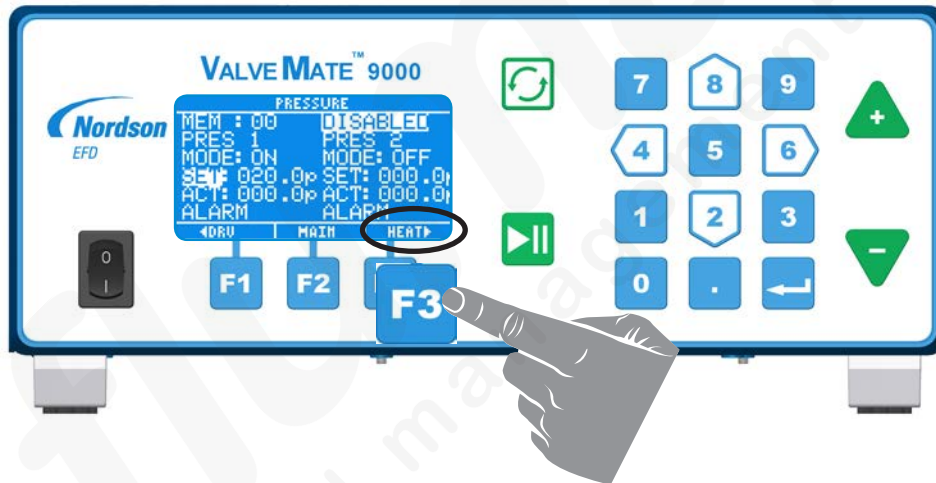 VALVEMATE™ 9000
Nordson
EFD
PRESSURE
MEM : 00 DISABLED
PRES 1 PRES 2
MODE: ON MODE: OFF
SET: 020.0p SET: 000.0
ACT: 000.0p ACT: 000.0
ALARM ALARM
◀DRV | MAIN HEAT▶
F1 F2
F3
0
I
7 8 9
4 5 6
1 2 3
0 .
+
−
management